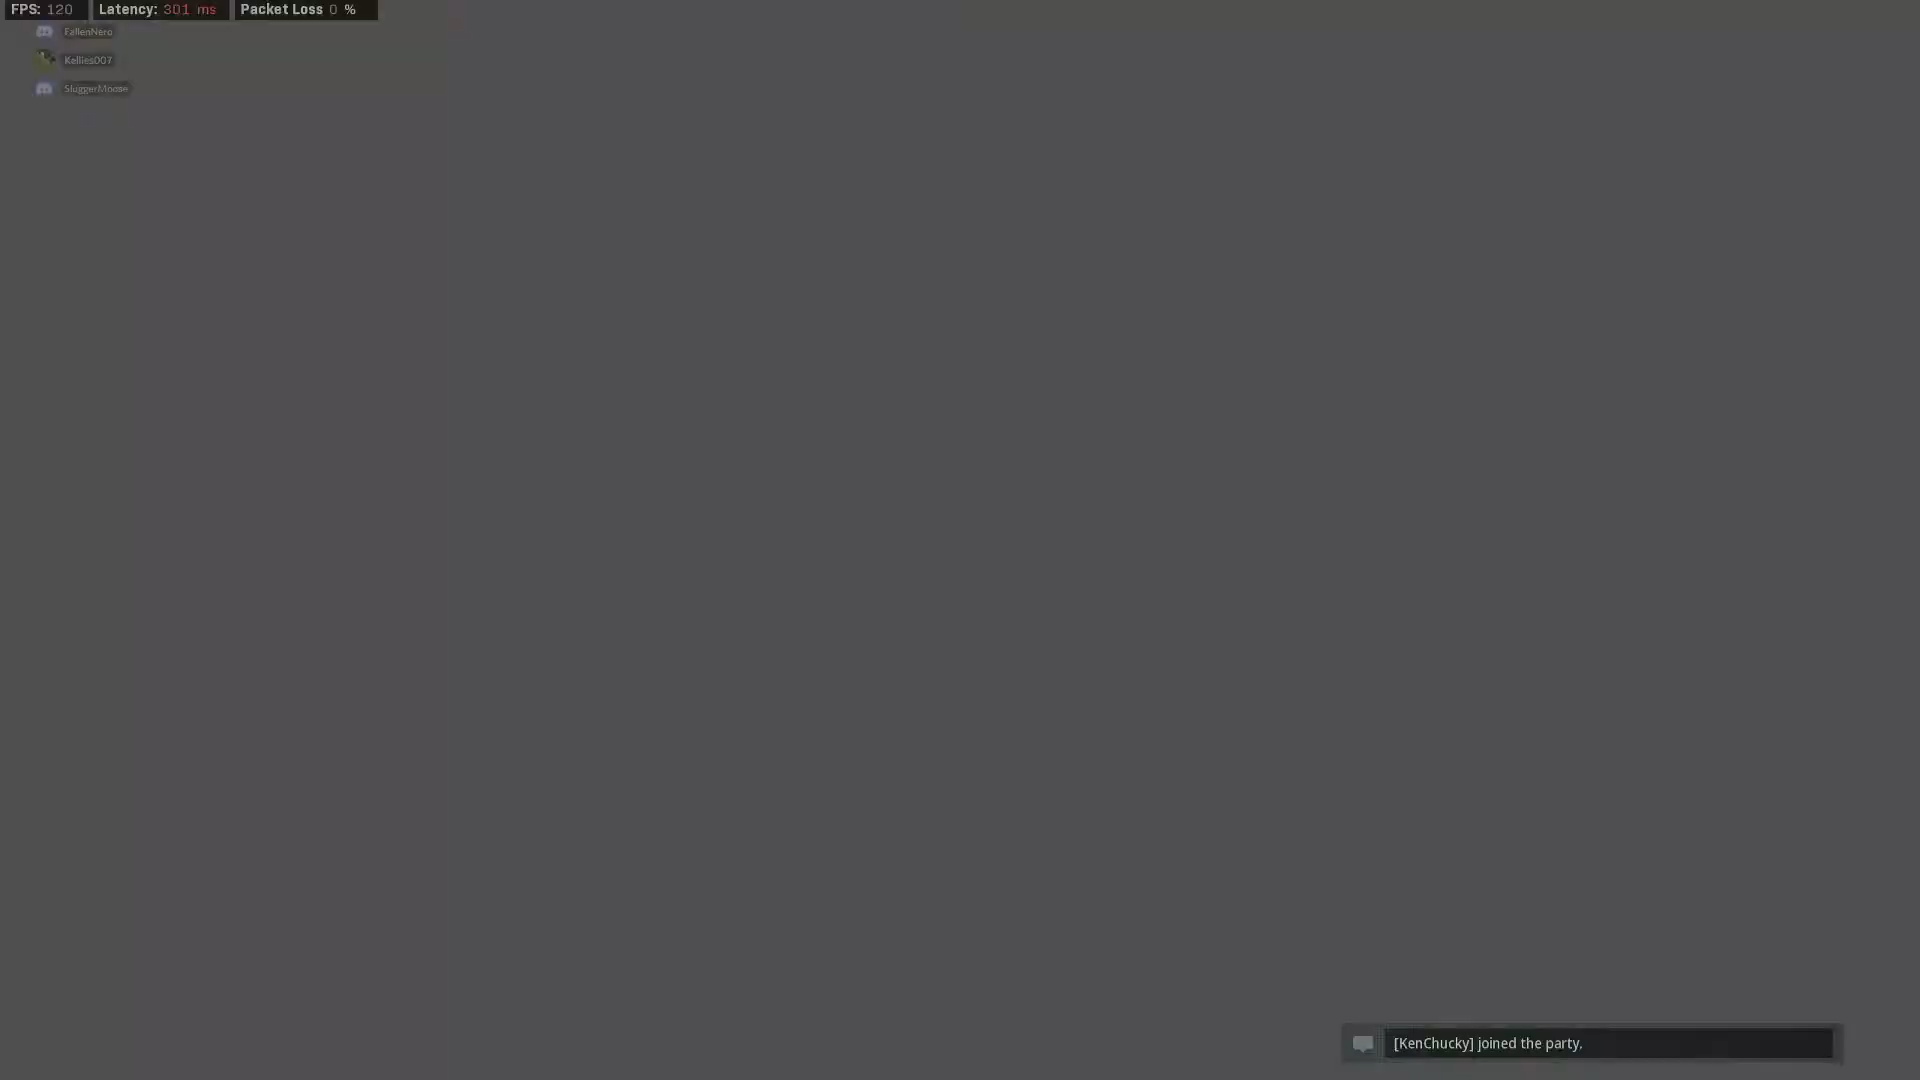 FPS: 120 Latency: 301 ms Packet Loss 0 %
FallenNero
Kellies007
SluggerMoose
[KenChucky] joined the party.